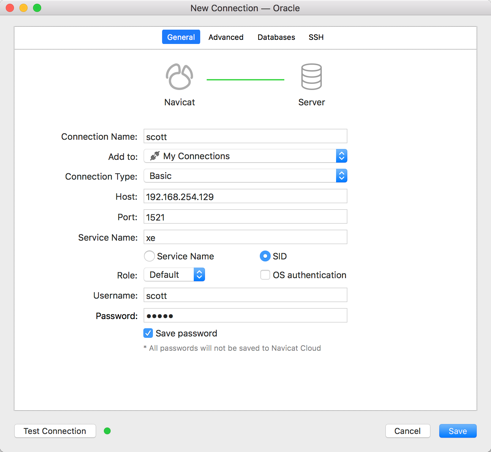 New Connection — Oracle
General Advanced Databases SSH
Navicat Server
Connection Name: scott
Add to: My Connections
Connection Type: Basic
Host: 192.168.254.129
Port: 1521
Service Name: xe
Service Name SID
Role: Default OS authentication
Username: scott
Password: •••••
Save password
* All passwords will not be saved to Navicat Cloud
Test Connection Cancel Save